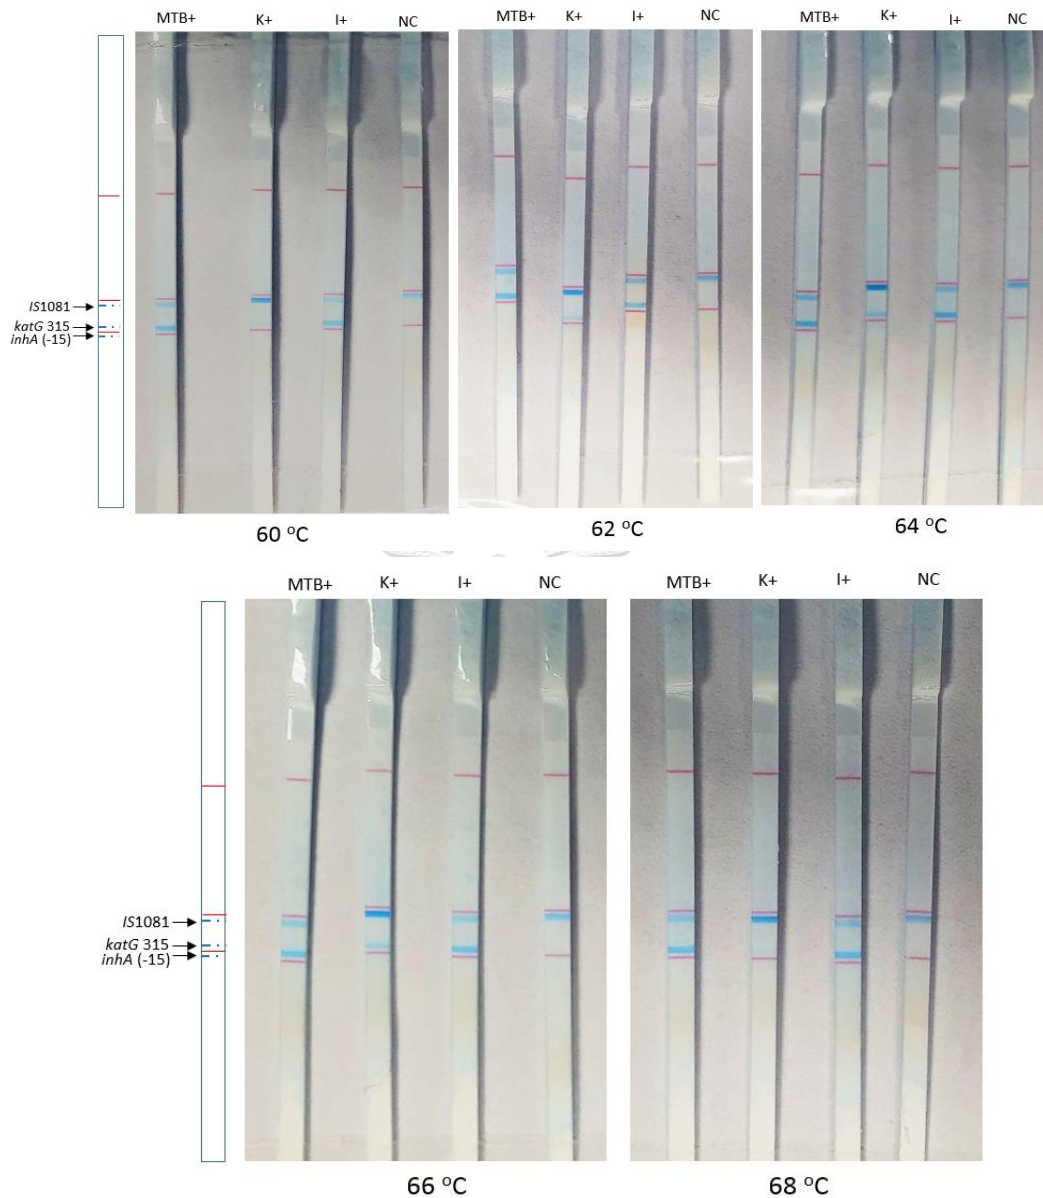 MTB+ K+ I+ NC
MTB+ K+ I+ NC
MTB+ K+ I+ NC
IS1081
katG 315
inhA (-15)
60 °C
62 °C
64 °C
MTB+ K+ I+ NC
MTB+ K+ I+ NC
IS1081
katG 315
inhA (-15)
66 °C
68 °C